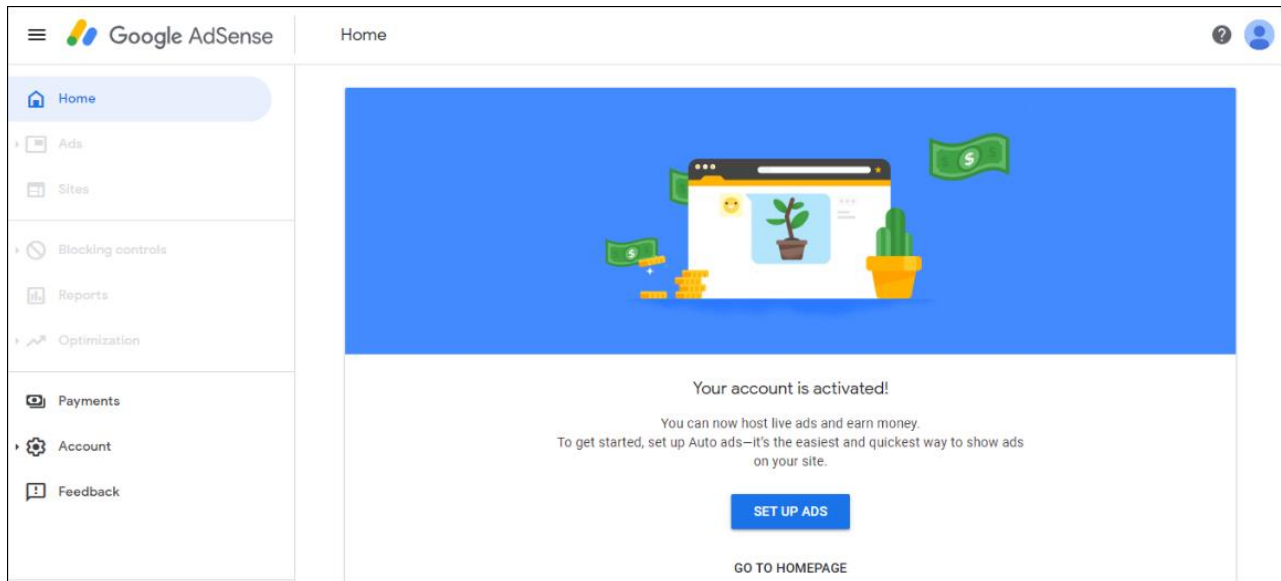 Google AdSense
Home
Home
Ads
Sites
Blocking controls
Reports
Optimization
Payments
Account
Feedback
Your account is activated!
You can now host live ads and earn money.
To get started, set up Auto ads—it's the easiest and quickest way to show ads
on your site.
SET UP ADS
GO TO HOMEPAGE